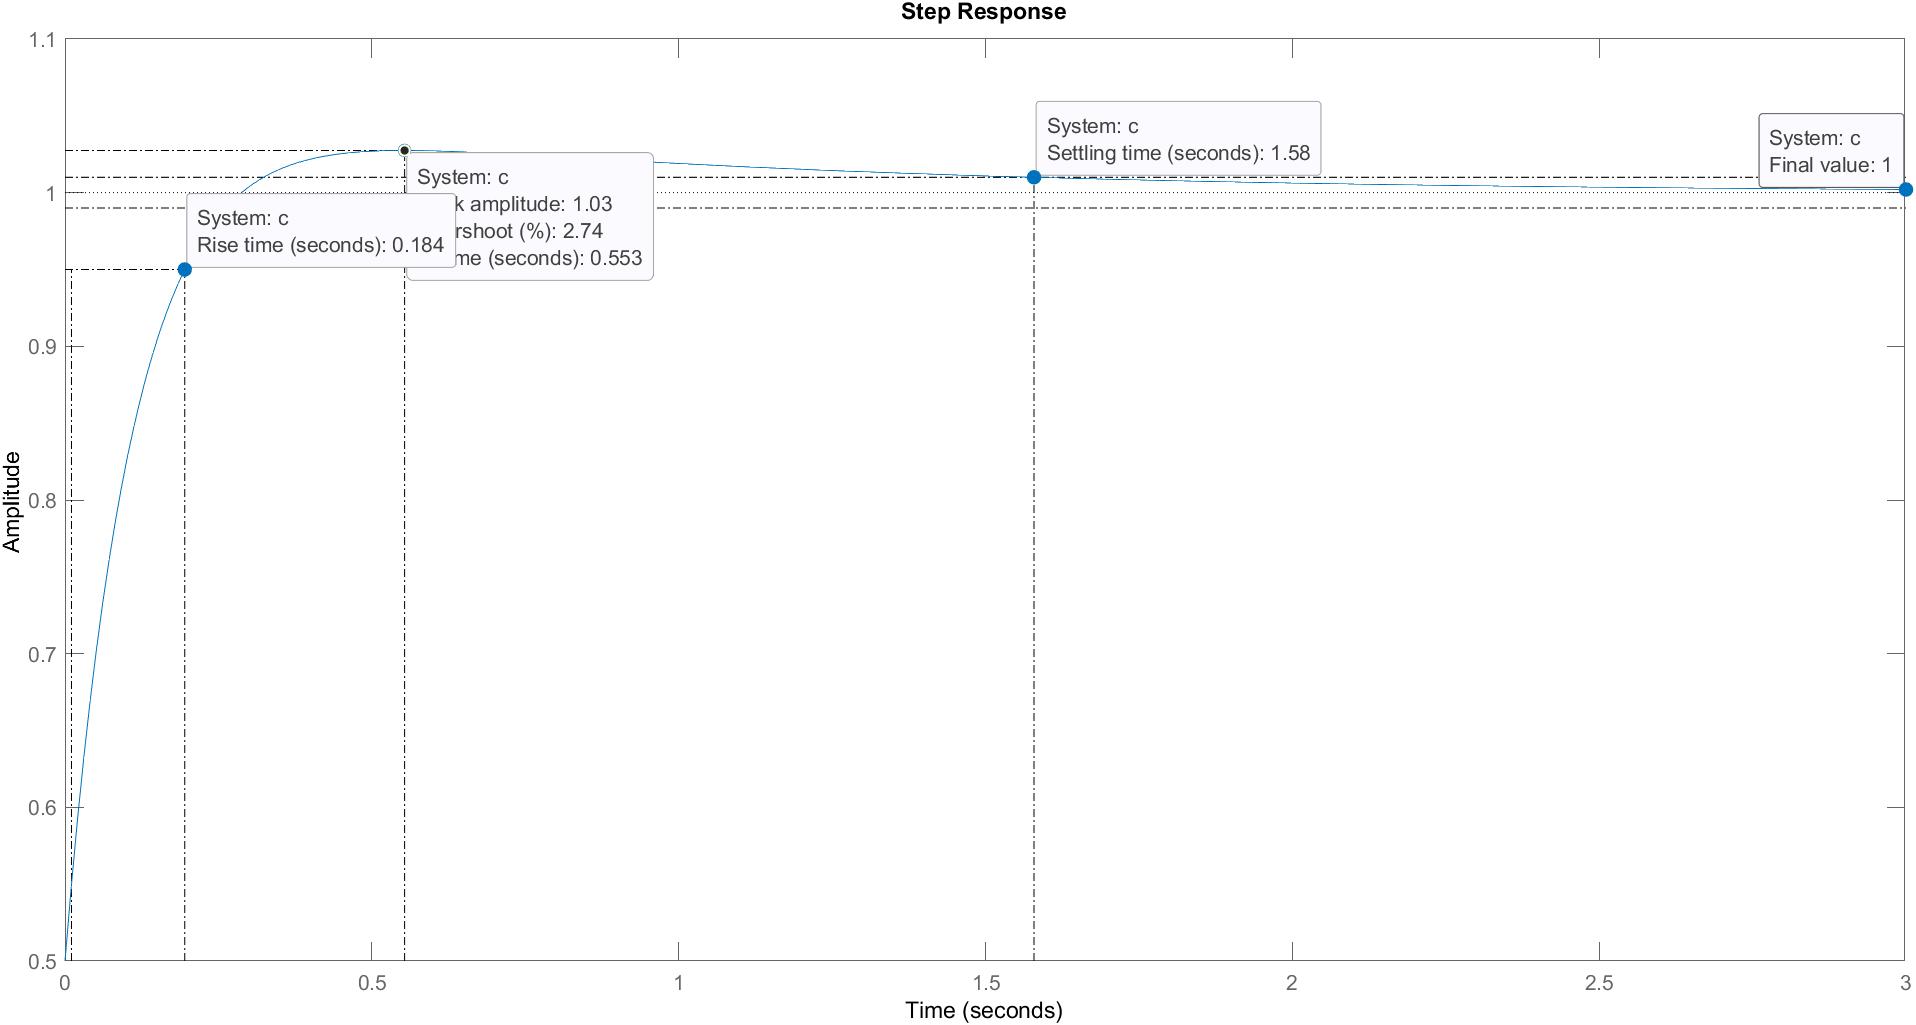 Step Response
1.1
1
0.9
0.8
0.7
0.6
0.5
Amplitude
System: c
Rise time (seconds): 0.184
System: c
amplitude: 1.03
(%): 2.74
(seconds): 0.553
System: c
Settling time (seconds): 1.58
System: c
Final value: 1
0
0.5
1
1.5
2
2.5
3
Time (seconds)